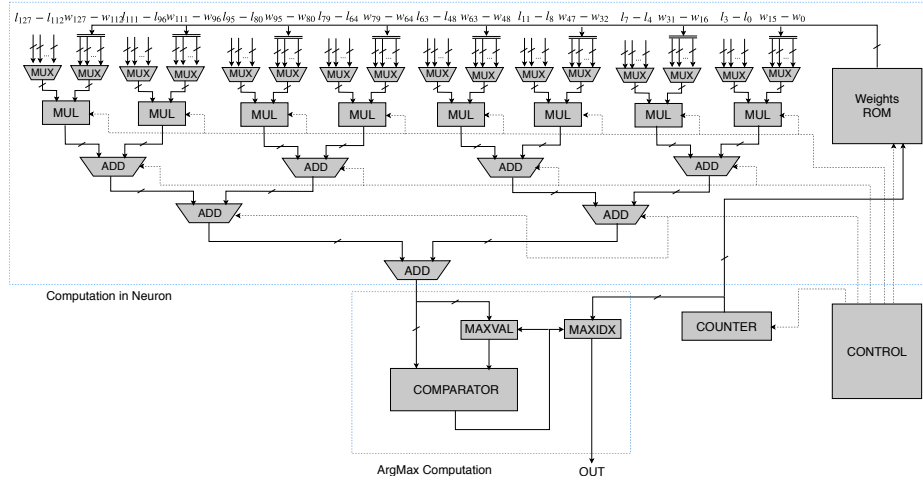 l127 − l112 w127 − w112 l111 − l96 w111 − w96 l95 − l80 w95 − w80 l79 − l64 w79 − w64 l63 − l48 w63 − w48 l11 − l8 w47 − w32 l7 − l4 w31 − w16 l3 − l0 w15 − w0
... ... ... ... ... ... ... ... ... ... ... ... ... ... ... ...
MUX MUX MUX MUX MUX MUX MUX MUX MUX MUX MUX MUX MUX MUX MUX MUX
Weights
ROM
MUL MUL MUL MUL MUL MUL MUL MUL
ADD ADD ADD ADD
ADD ADD
ADD
Computation in Neuron
MAXVAL MAXIDX COUNTER
CONTROL
COMPARATOR
ArgMax Computation OUT